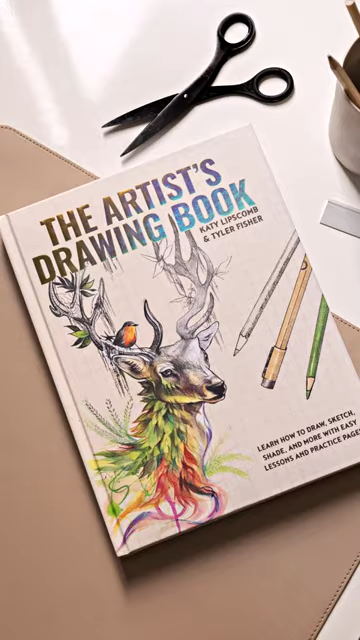 THE ARTIST'S
DRAWING BOOK
KATY LIPSCOMB
& TYLER FISHER
LEARN HOW TO DRAW, SKETCH,
SHADE, AND MORE WITH EASY
LESSONS AND PRACTICE PAGES